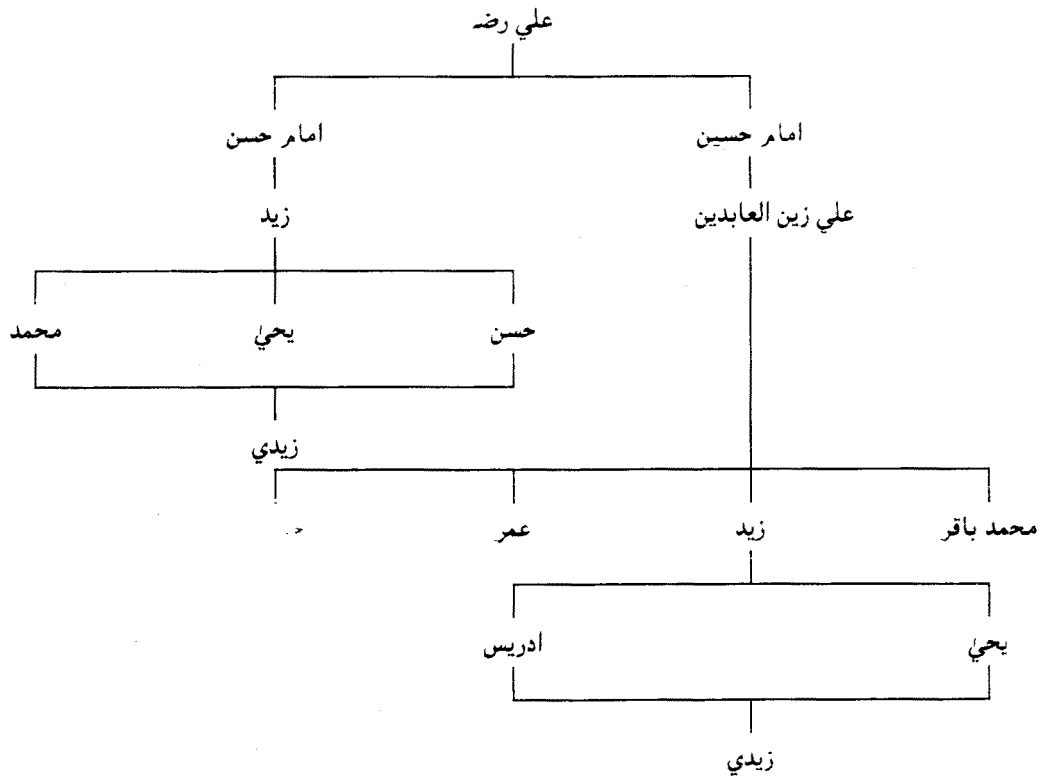 علي رضہ
امام حسين امام حسن
علي زين العابدين زيد
حسن يحيٰ محمد
زيدي
محمد باقر زيد عمر
يحيٰ ادريس
زيدي